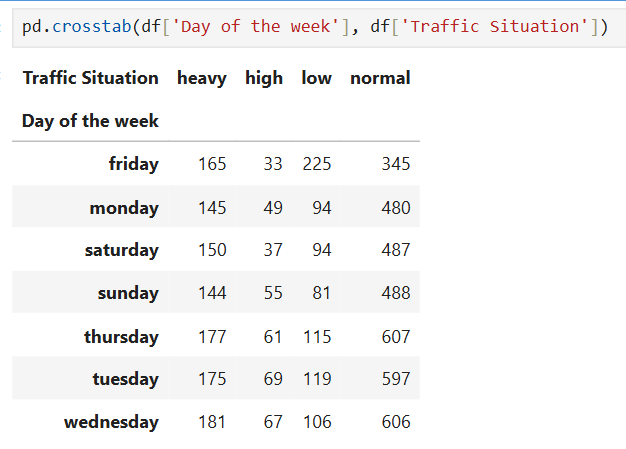 pd.crosstab(df['Day of the week'], df['Traffic Situation'])
Traffic Situation heavy high low normal
Day of the week
friday 165 33 225 345
monday 145 49 94 480
saturday 150 37 94 487
sunday 144 55 81 488
thursday 177 61 115 607
tuesday 175 69 119 597
wednesday 181 67 106 606